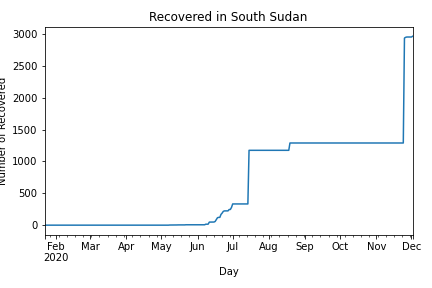 Recovered in South Sudan
Number of Recovered
3000
2500
2000
1500
1000
500
0
Feb Mar Apr May Jun Jul Aug Sep Oct Nov Dec
2020
Day